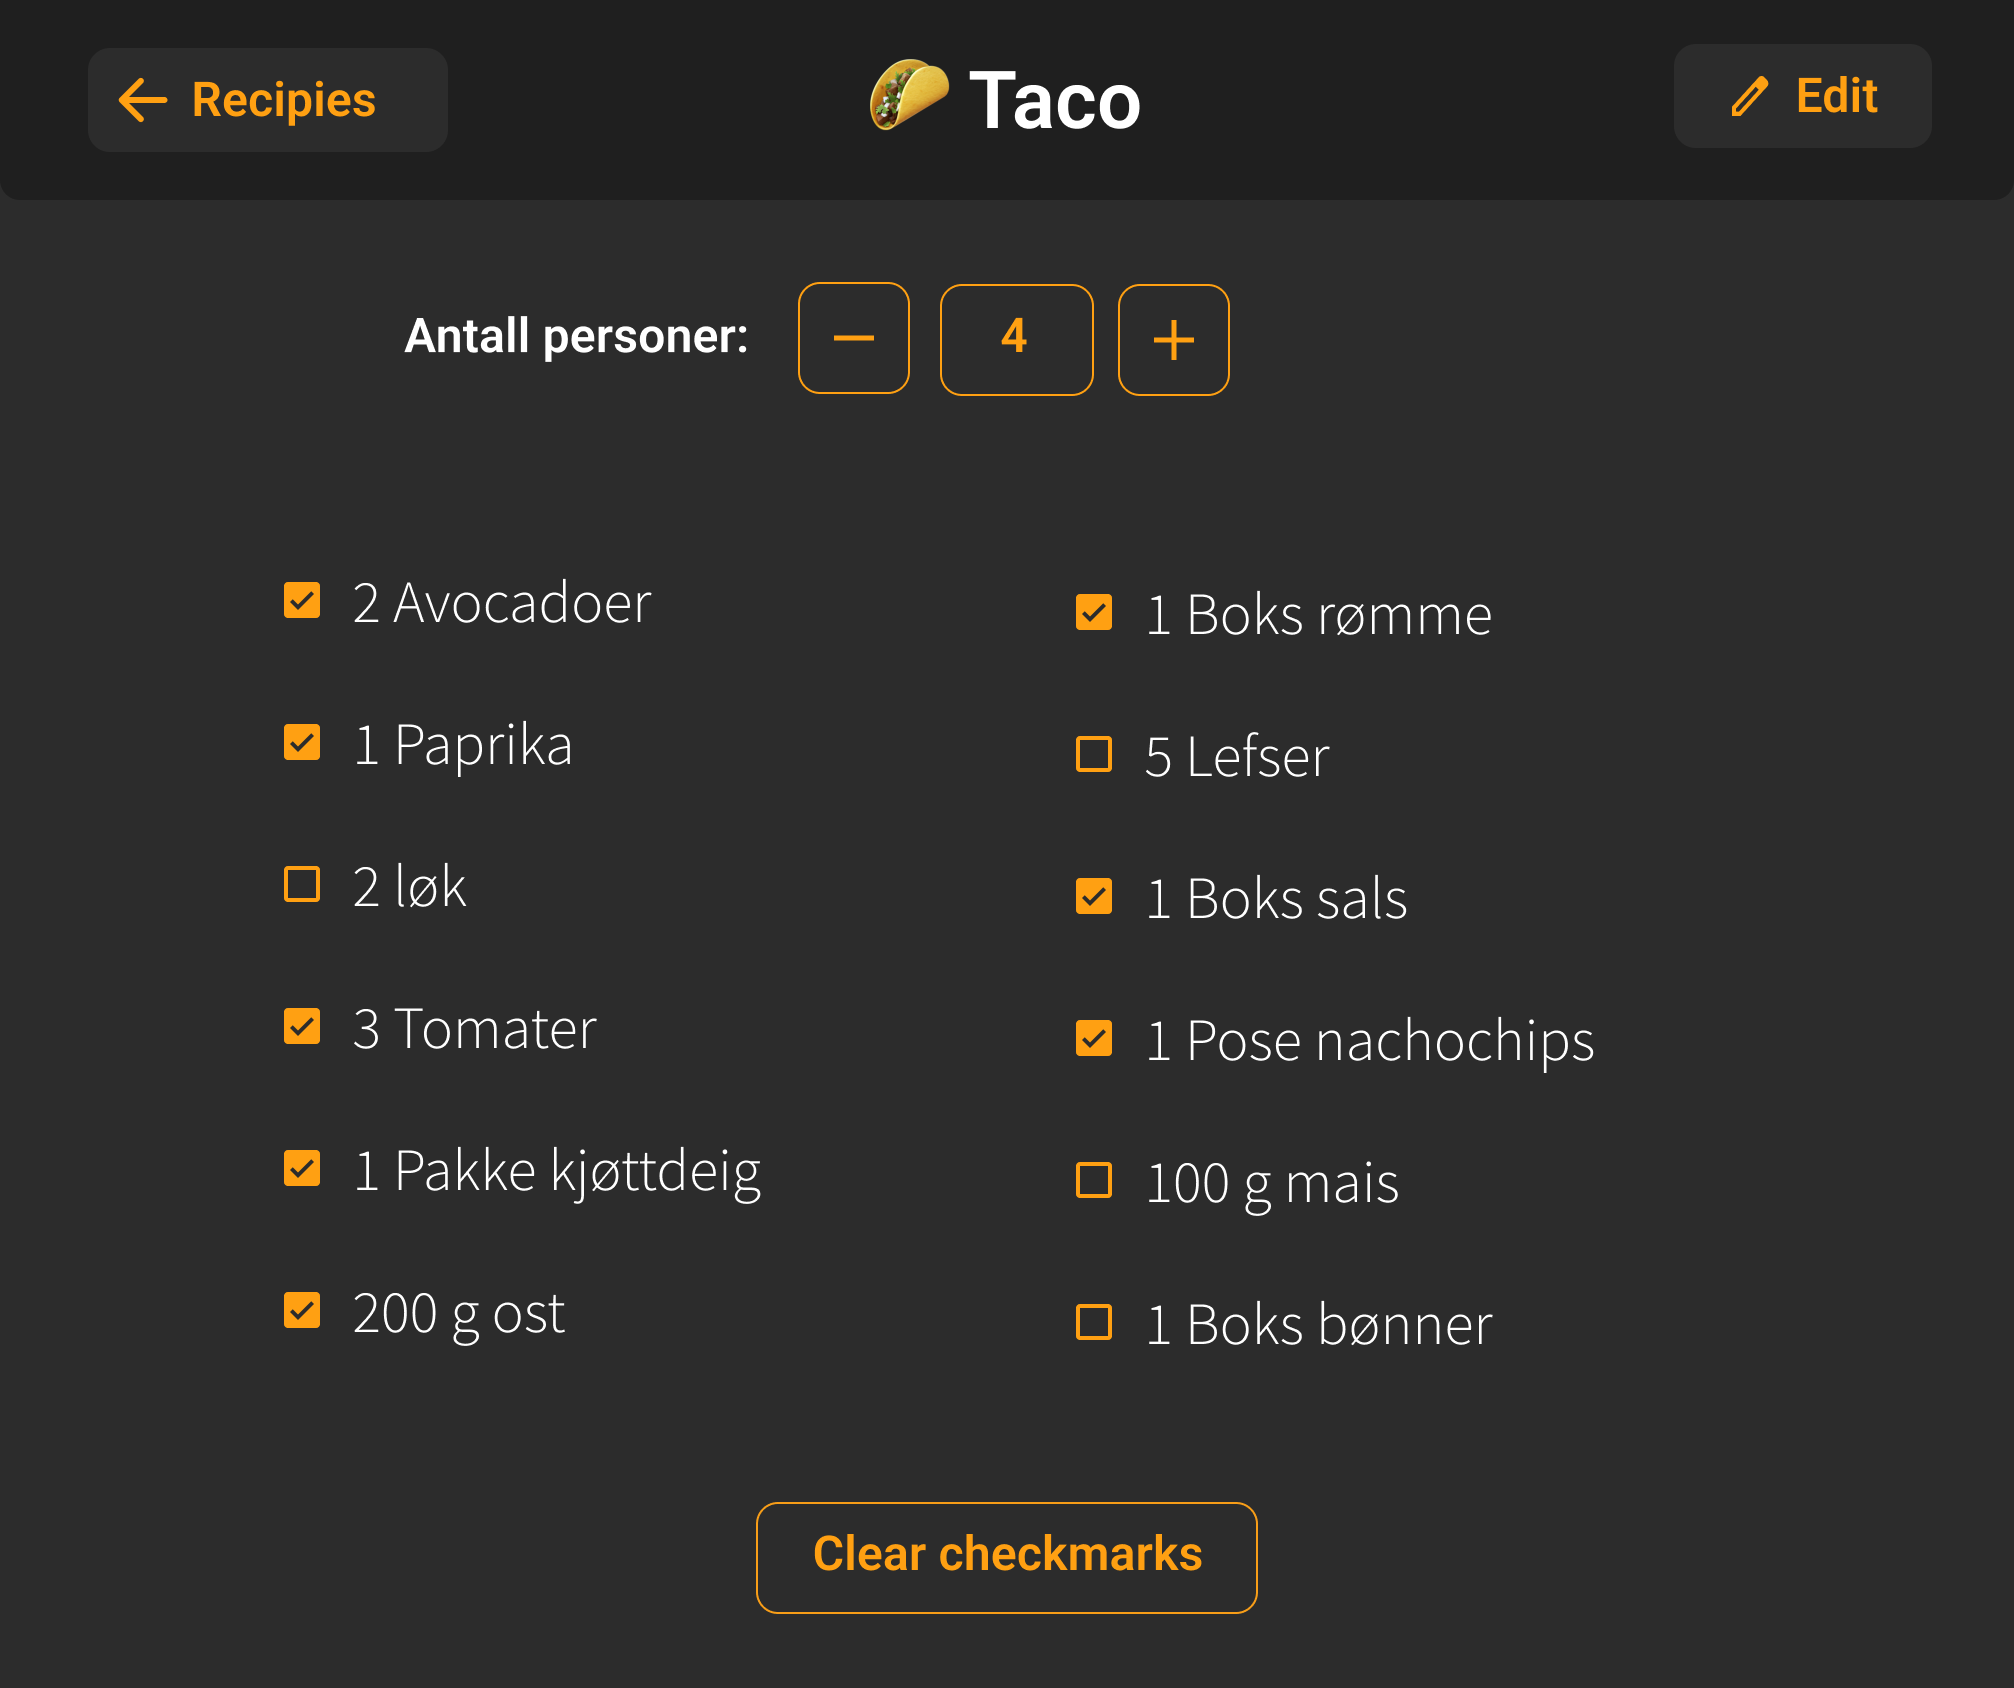 Recipies
Taco
Edit
Antall personer:
4
2 Avocadoer
1 Paprika
2 løk
3 Tomater
1 Pakke kjøttdeig
200 g ost
1 Boks rømme
5 Lefser
1 Boks sals
1 Pose nachochips
100 g mais
1 Boks bønner
Clear checkmarks